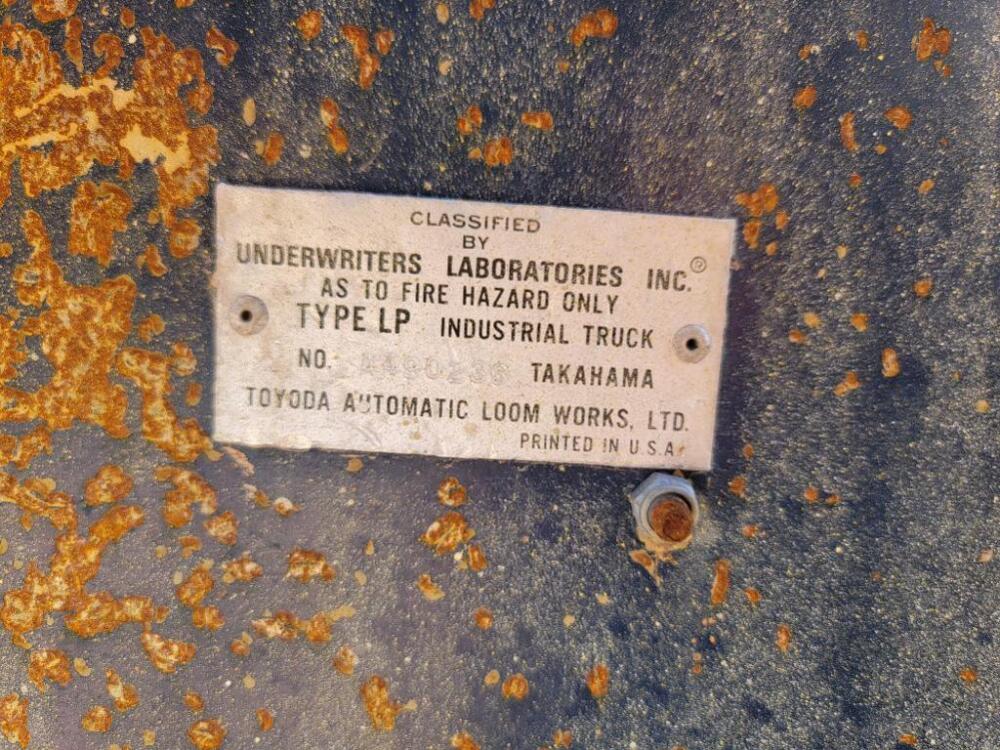 CLASSIFIED
BY
UNDERWRITERS LABORATORIES INC.®
AS TO FIRE HAZARD ONLY
TYPE LP INDUSTRIAL TRUCK
NO. TAKAHAMA
TOYODA AUTOMATIC LOOM WORKS, LTD.
PRINTED IN U.S.A.